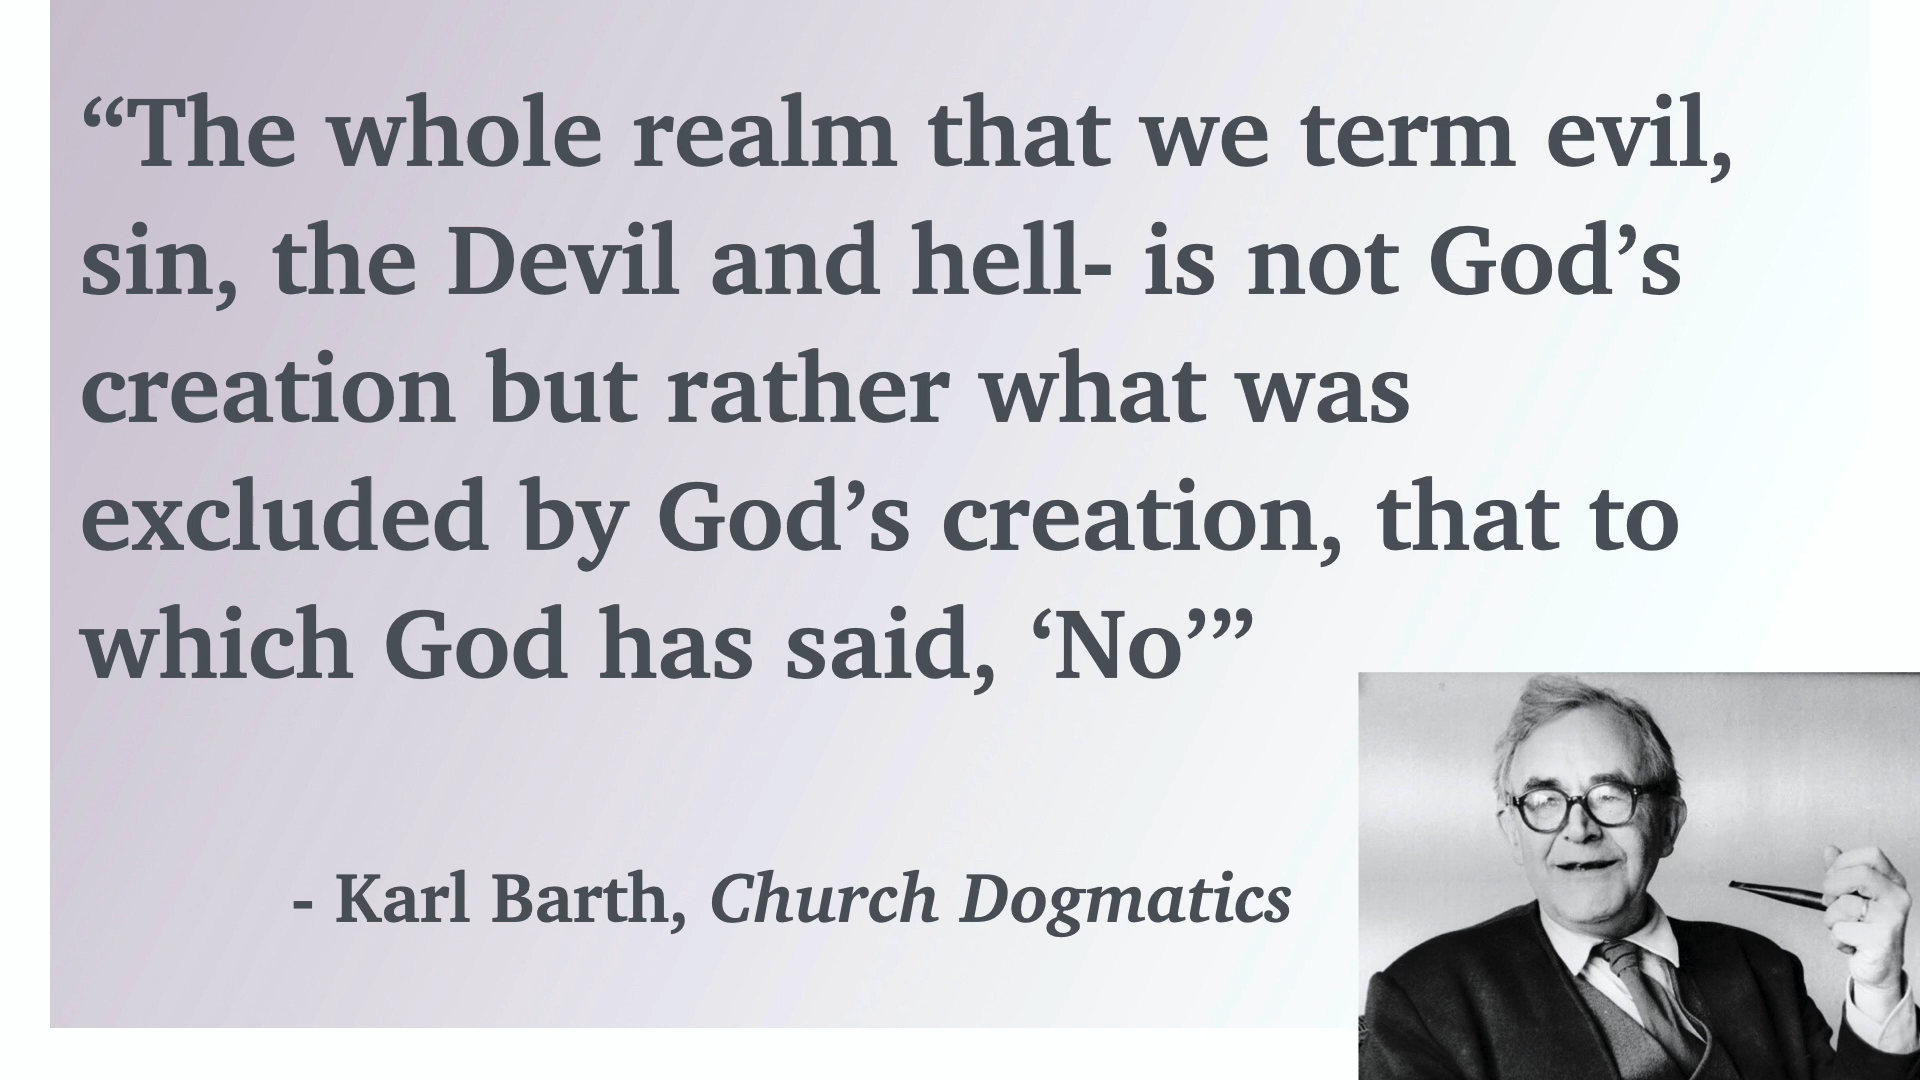 “The whole realm that we term evil,
sin, the Devil and hell- is not God’s
creation but rather what was
excluded by God’s creation, that to
which God has said, ‘No’”
- Karl Barth, Church Dogmatics